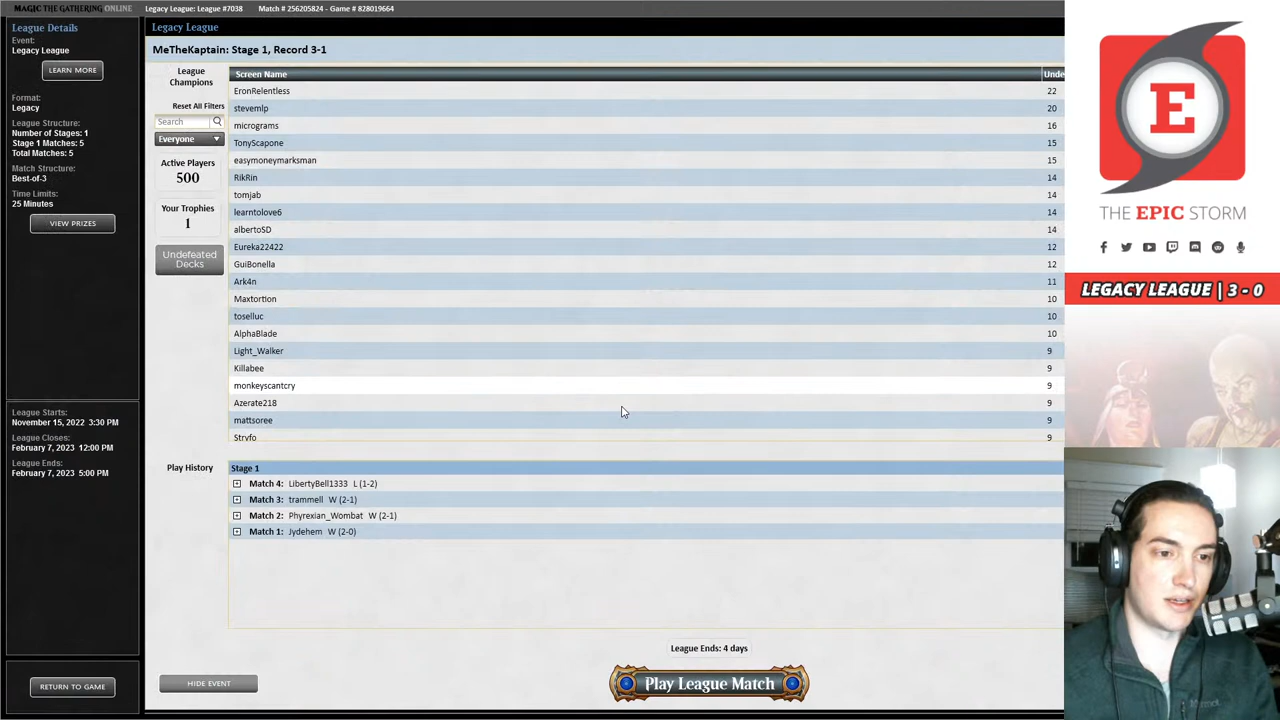 MAGIC THE GATHERING ONLINE
Legacy League: League #7038
Match # 256205824 - Game # 828019664
League Details
Event:
Legacy League
LEARN MORE
Format:
Legacy
League Structure:
Number of Stages: 1
Stage 1 Matches: 5
Total Matches: 5
Match Structure:
Best-of-3
Time Limits:
25 Minutes
VIEW PRIZES
League Starts:
November 15, 2022 3:30 PM
League Closes:
February 7, 2023 12:00 PM
League Ends:
February 7, 2023 5:00 PM
RETURN TO GAME
Legacy League
MeTheKaptain: Stage 1, Record 3-1
League
Champions
Reset All Filters
Search
Everyone
Active Players
500
Your Trophies
1
Undefeated
Decks
Screen Name Unde
EronRelentless 22
stevemlp 20
micrograms 16
TonyScapone 15
easymoneymarksman 15
RikRin 14
tomjab 14
learntolove6 14
albertoSD 14
Eureka22422 12
GuiBonella 12
Ark4n 11
Maxtortion 10
toselluc 10
AlphaBlade 10
Light_Walker 9
Killabee 9
monkeyscantcry 9
Azerate218 9
mattsoree 9
Stryfo 9
Play History
Stage 1
Match 4: LibertyBell1333 L (1-2)
Match 3: trammell W (2-1)
Match 2: Phyrexian_Wombat W (2-1)
Match 1: Jydehem W (2-0)
League Ends: 4 days
HIDE EVENT
Play League Match
E
THE EPIC STORM
LEGACY LEAGUE | 3 - 0